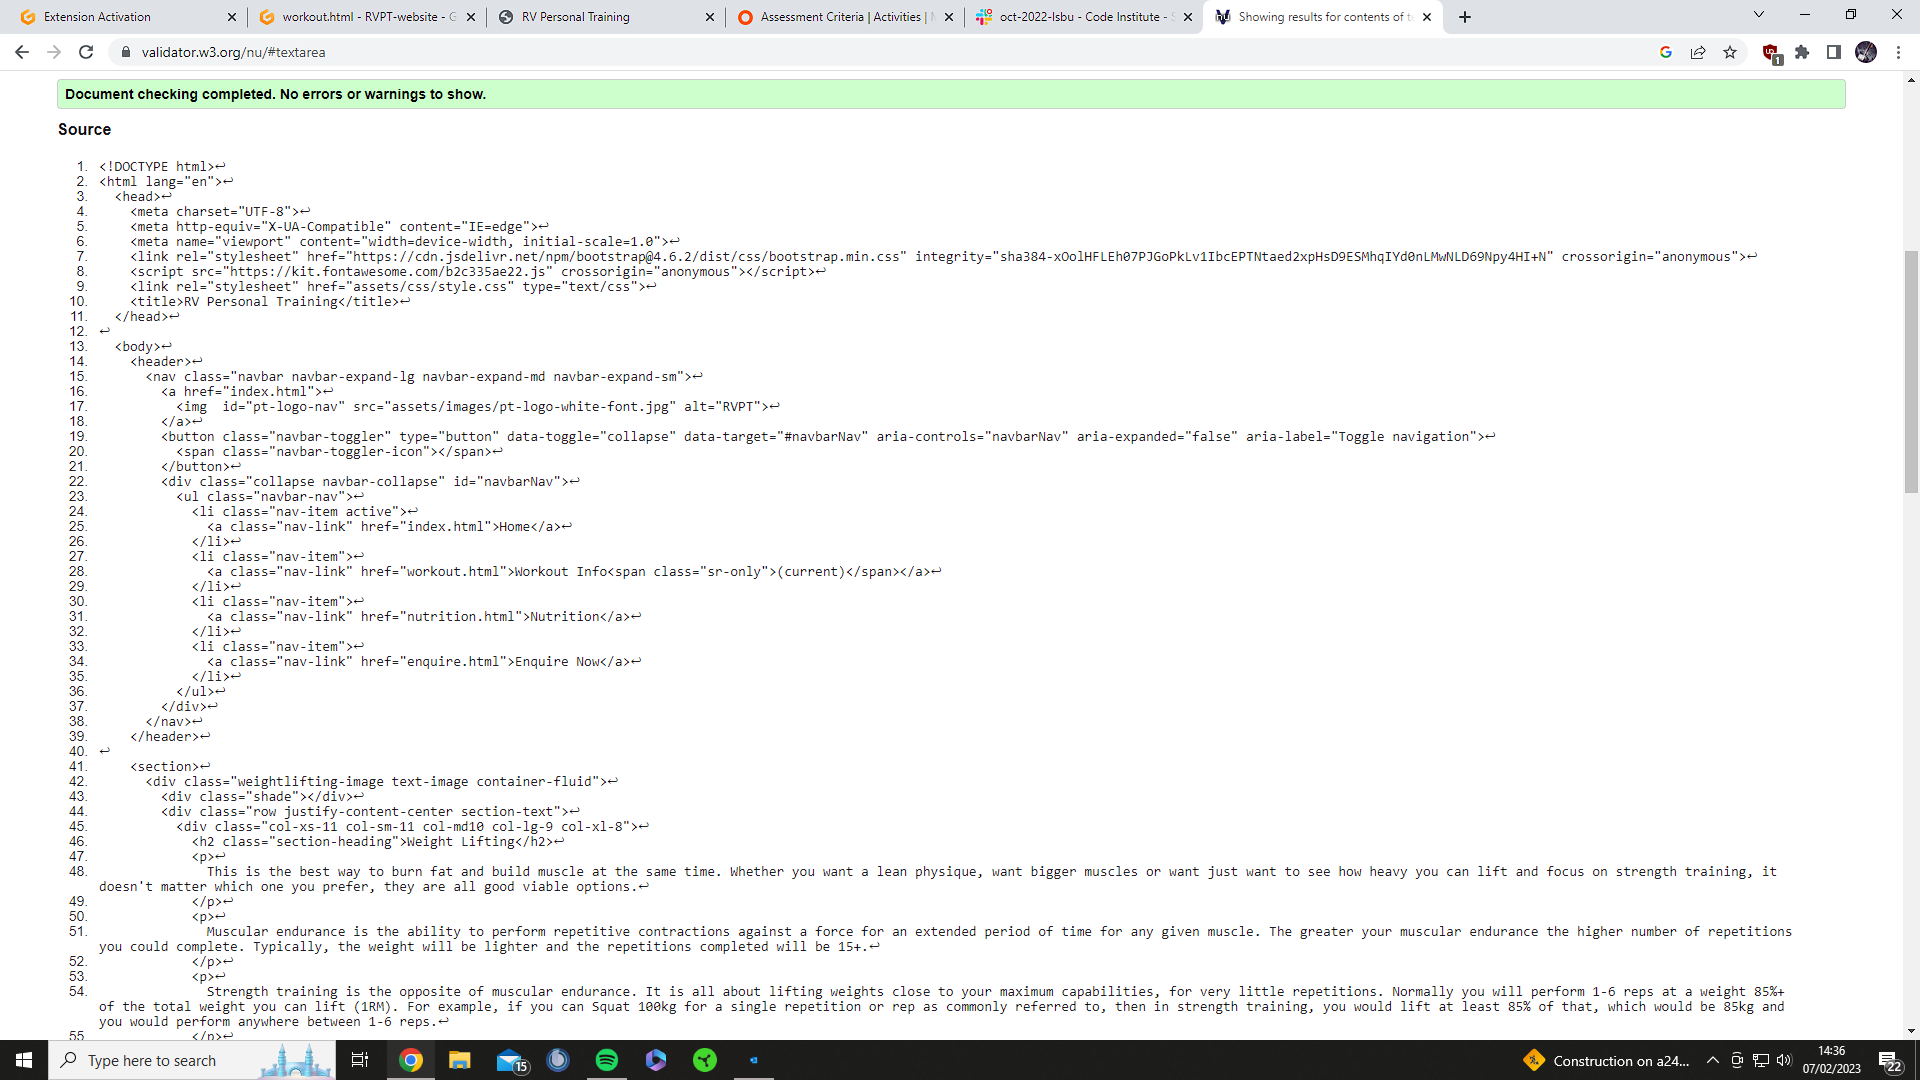 Extension Activation
workout.html - RVPT-website - G
RV Personal Training
Assessment Criteria | Activities |
oct-2022-lsbu - Code Institute -
Showing results for contents of t
validator.w3.org/nu/#textarea
1
Document checking completed. No errors or warnings to show.
Source
1. <!DOCTYPE html>↩
2. <html lang="en">↩
3. <head>↩
4. <meta charset="UTF-8">↩
5. <meta http-equiv="X-UA-Compatible" content="IE=edge">↩
6. <meta name="viewport" content="width=device-width, initial-scale=1.0">↩
7. <link rel="stylesheet" href="https://cdn.jsdelivr.net/npm/bootstrap@4.6.2/dist/css/bootstrap.min.css" integrity="sha384-xOolHFLEh07PJGoPkLv1IbcEPTNtaed2xpHsD9ESMhqIYd0nLMwNLD69Npy4HI+N" crossorigin="anonymous">↩
8. <script src="https://kit.fontawesome.com/b2c335ae22.js" crossorigin="anonymous"></script>↩
9. <link rel="stylesheet" href="assets/css/style.css" type="text/css">↩
10. <title>RV Personal Training</title>↩
11. </head>↩
12. ↩
13. <body>↩
14. <header>↩
15. <nav class="navbar navbar-expand-lg navbar-expand-md navbar-expand-sm">↩
16. <a href="index.html">↩
17. <img  id="pt-logo-nav" src="assets/images/pt-logo-white-font.jpg" alt="RVPT">↩
18. </a>↩
19. <button class="navbar-toggler" type="button" data-toggle="collapse" data-target="#navbarNav" aria-controls="navbarNav" aria-expanded="false" aria-label="Toggle navigation">↩
20. <span class="navbar-toggler-icon"></span>↩
21. </button>↩
22. <div class="collapse navbar-collapse" id="navbarNav">↩
23. <ul class="navbar-nav">↩
24. <li class="nav-item active">↩
25. <a class="nav-link" href="index.html">Home</a>↩
26. </li>↩
27. <li class="nav-item">↩
28. <a class="nav-link" href="workout.html">Workout Info<span class="sr-only">(current)</span></a>↩
29. </li>↩
30. <li class="nav-item">↩
31. <a class="nav-link" href="nutrition.html">Nutrition</a>↩
32. </li>↩
33. <li class="nav-item">↩
34. <a class="nav-link" href="enquire.html">Enquire Now</a>↩
35. </li>↩
36. </ul>↩
37. </div>↩
38. </nav>↩
39. </header>↩
40. ↩
41. <section>↩
42. <div class="weightlifting-image text-image container-fluid">↩
43. <div class="shade"></div>↩
44. <div class="row justify-content-center section-text">↩
45. <div class="col-xs-11 col-sm-11 col-md10 col-lg-9 col-xl-8">↩
46. <h2 class="section-heading">Weight Lifting</h2>↩
47. <p>↩
48. This is the best way to burn fat and build muscle at the same time. Whether you want a lean physique, want bigger muscles or want just want to see how heavy you can lift and focus on strength training, it
doesn't matter which one you prefer, they are all good viable options.↩
49. </p>↩
50. <p>↩
51. Muscular endurance is the ability to perform repetitive contractions against a force for an extended period of time for any given muscle. The greater your muscular endurance the higher number of repetitions
you could complete. Typically, the weight will be lighter and the repetitions completed will be 15+.↩
52. </p>↩
53. <p>↩
54. Strength training is the opposite of muscular endurance. It is all about lifting weights close to your maximum capabilities, for very little repetitions. Normally you will perform 1-6 reps at a weight 85%+
of the total weight you can lift (1RM). For example, if you can Squat 100kg for a single repetition or rep as commonly referred to, then in strength training, you would lift at least 85% of that, which would be 85kg and
you would perform anywhere between 1-6 reps.↩
55. </p>↩
Type here to search
15
Construction on a24...
14:36
07/02/2023
22